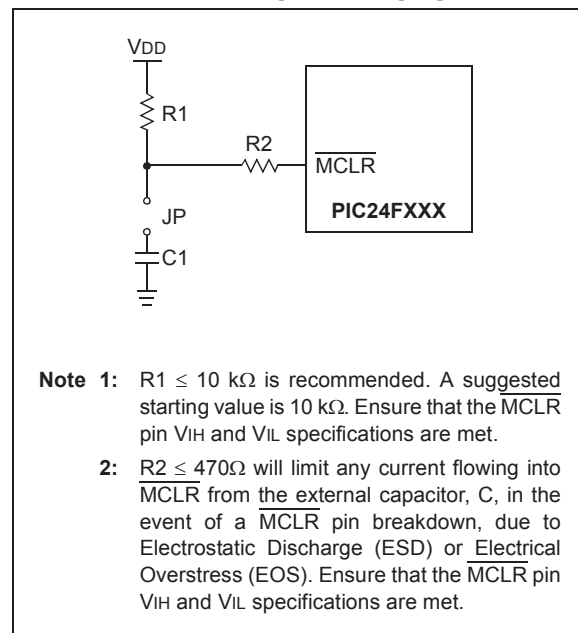 VDD
R1
R2
MCLR
PIC24FXXX
JP
C1
Note 1: R1 ≤ 10 kΩ is recommended. A suggested
starting value is 10 kΩ. Ensure that the MCLR
pin VIH and VIL specifications are met.
2: R2 ≤ 470Ω will limit any current flowing into
MCLR from the external capacitor, C, in the
event of a MCLR pin breakdown, due to
Electrostatic Discharge (ESD) or Electrical
Overstress (EOS). Ensure that the MCLR pin
VIH and VIL specifications are met.